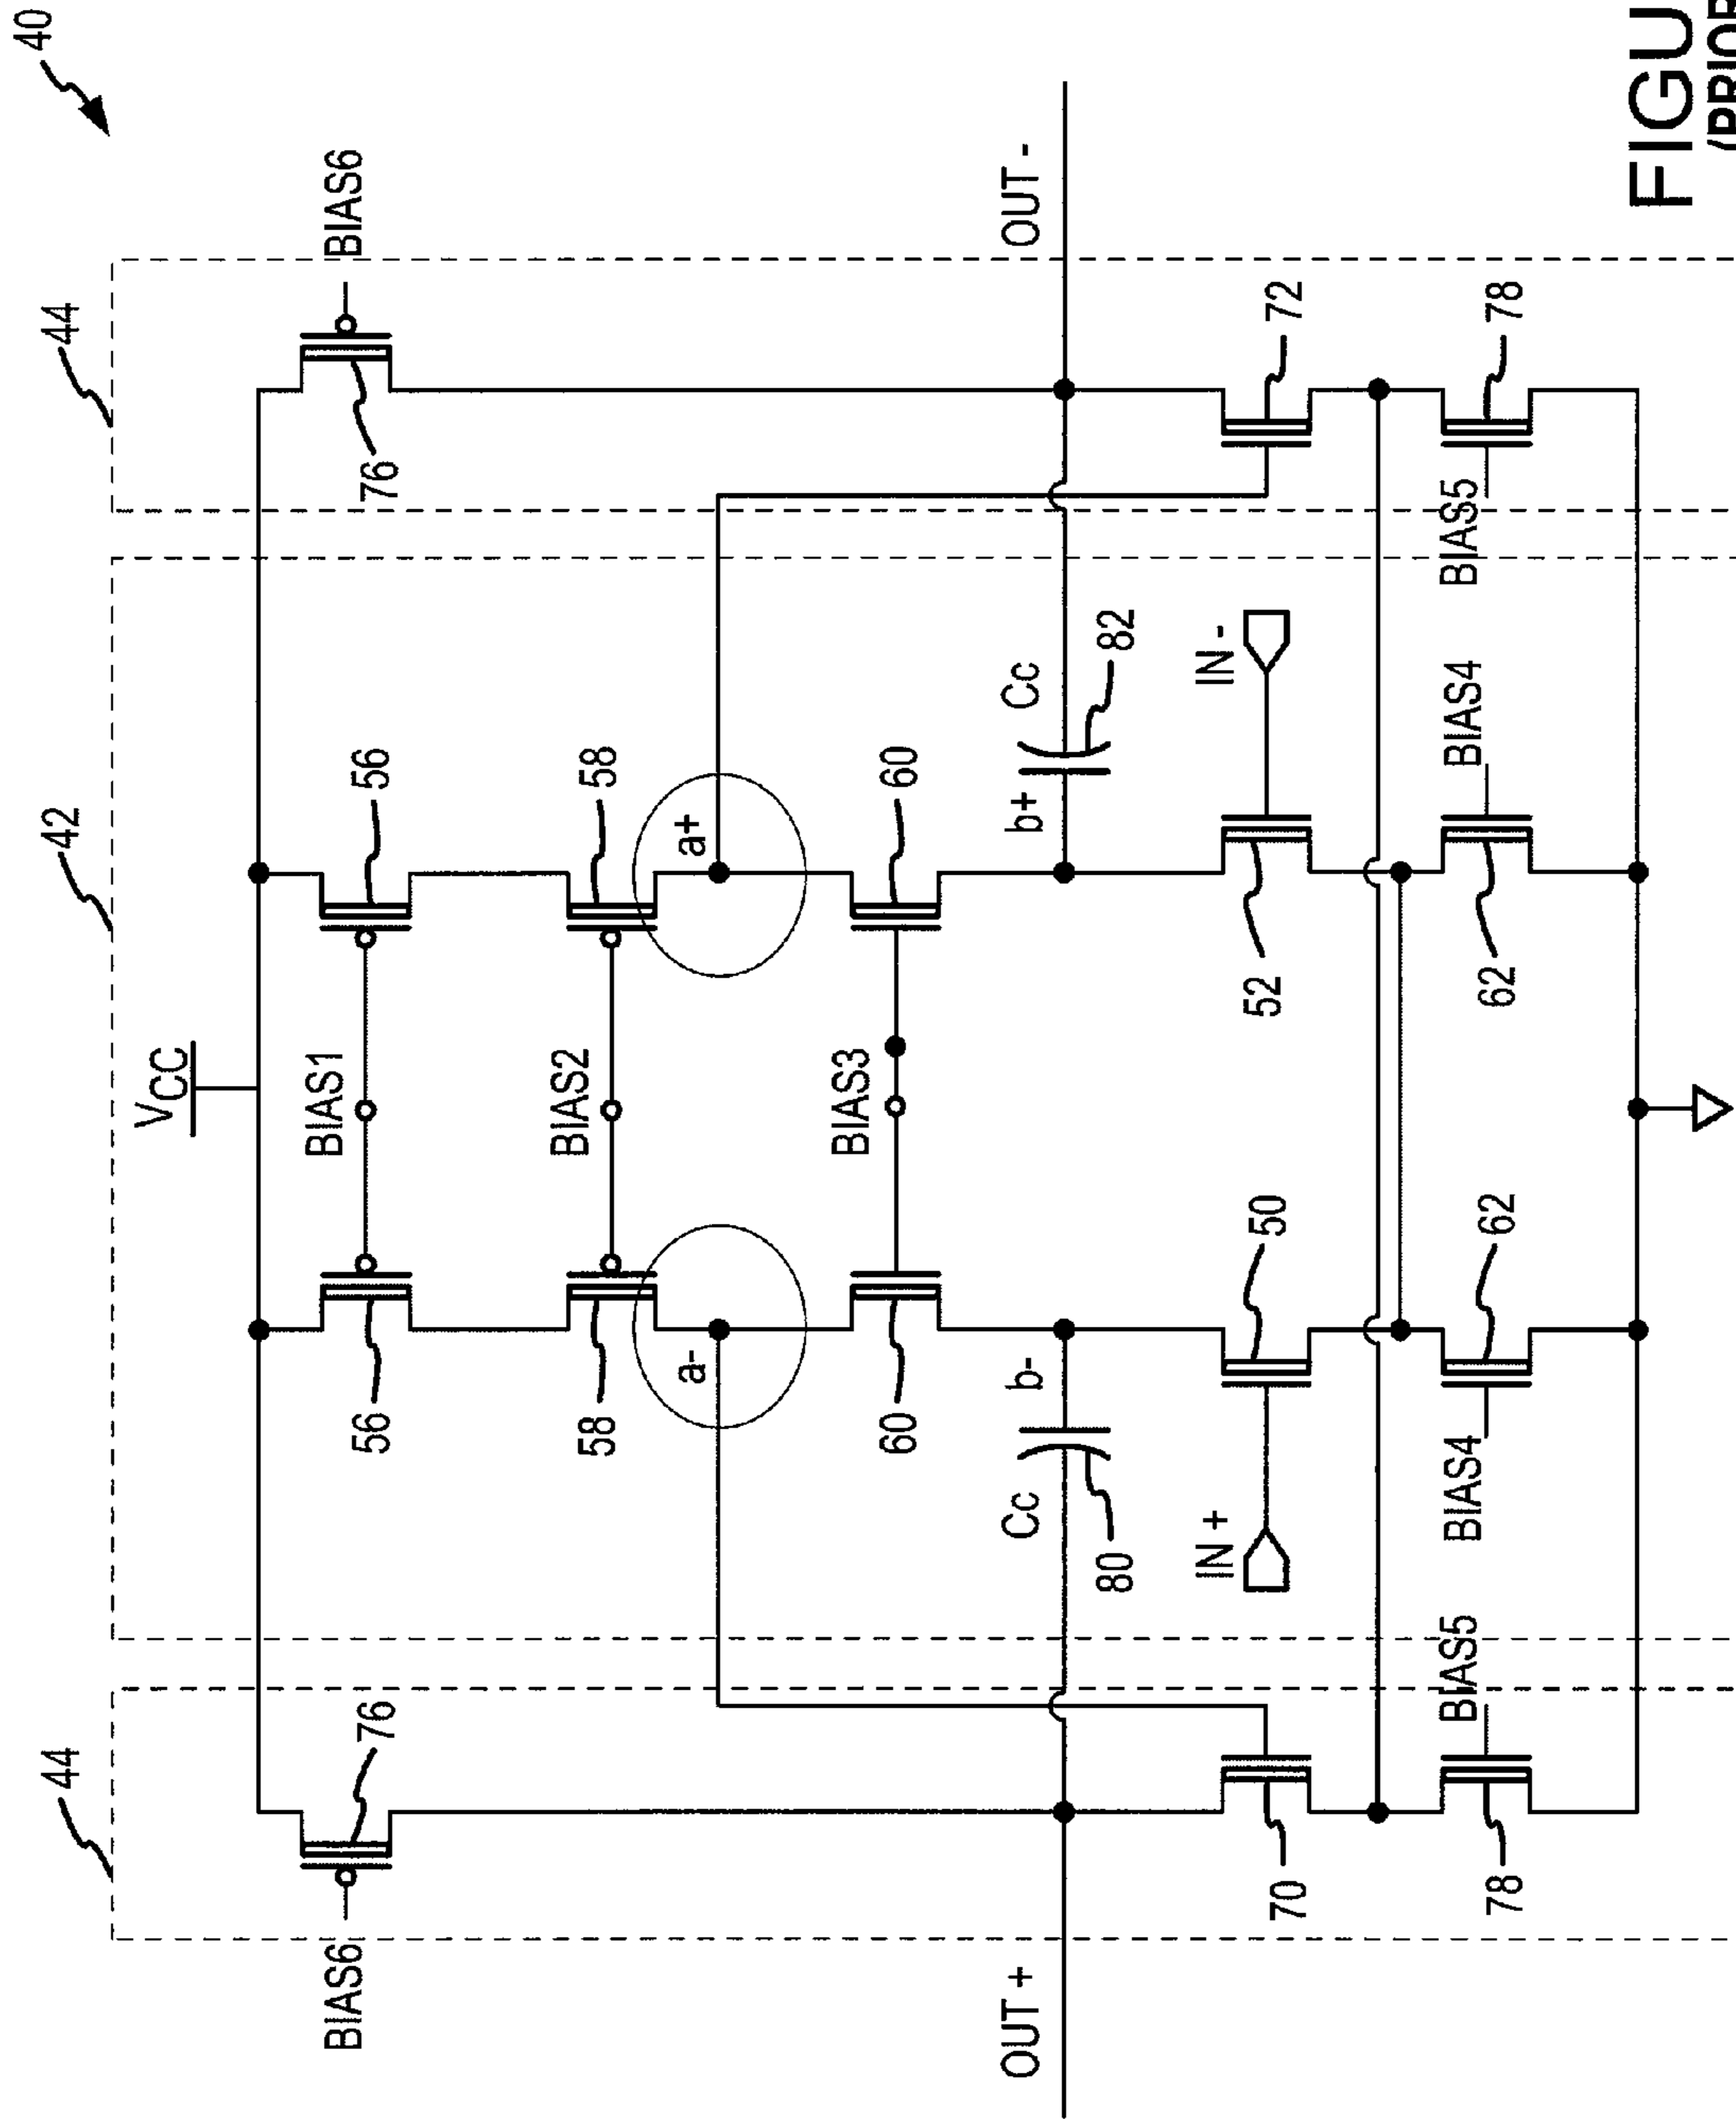 40
44
42
44
VCC
BIAS6
76
56
BIAS1
56
76
BIAS6
58
BIAS2
58
a-
a+
60
BIAS3
60
OUT +
Cc
b-
b+
Cc
OUT -
80
82
IN +
IN -
70
50
52
72
78
BIAS5
BIAS4
62
62
BIAS4
BIAS5
78
FIGU
(PRIOR